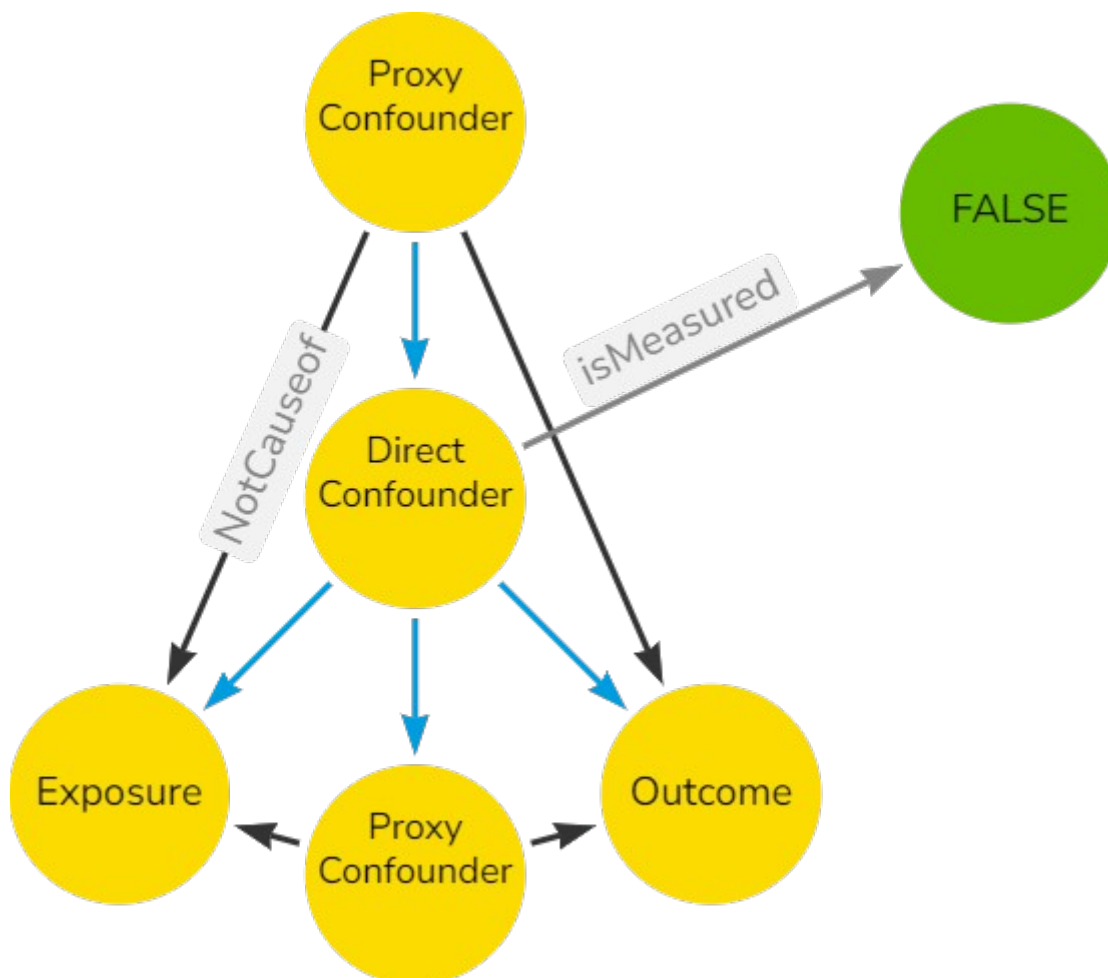 Proxy
Confounder
FALSE
isMeasured
NotCauseof
Direct
Confounder
Exposure
Outcome
Proxy
Confounder